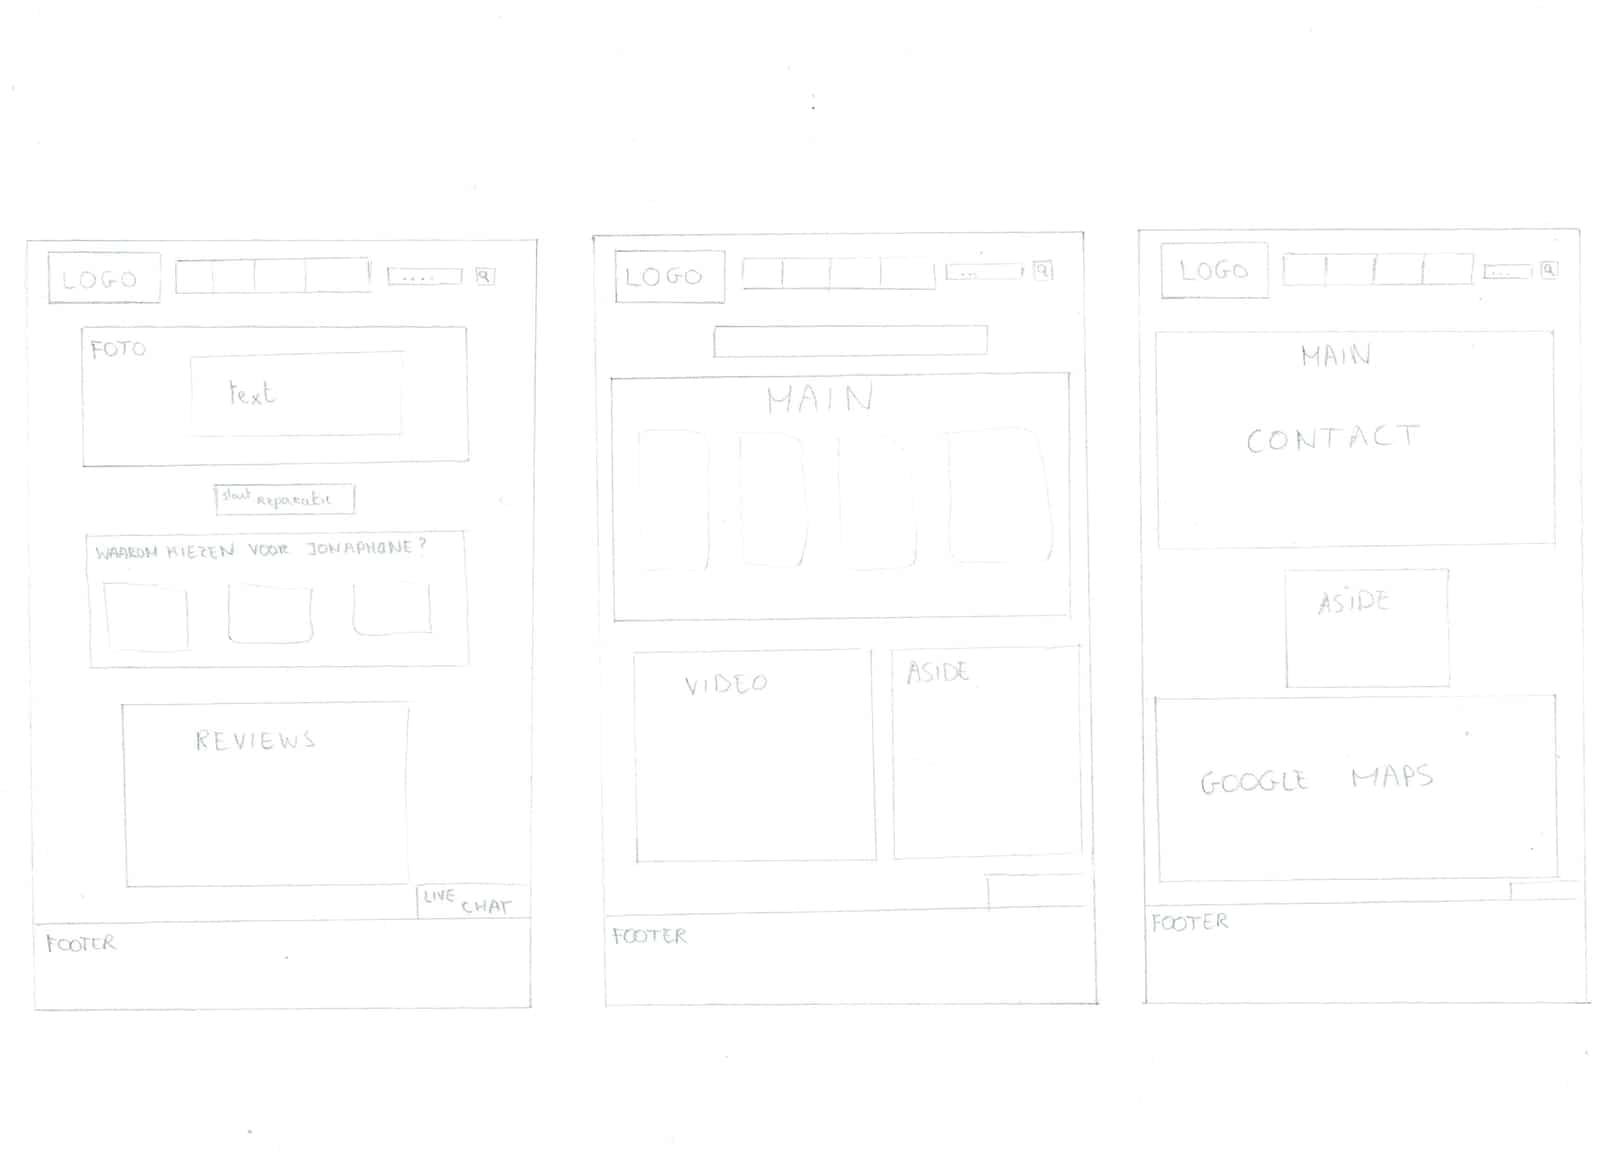 LOGO
....
FOTO
text
start Reparatie
WAAROM KIEZEN VOOR JONAPHONE?
REVIEWS
LIVE CHAT
FOOTER
LOGO
...
MAIN
VIDEO
ASIDE
FOOTER
LOGO
...
MAIN
CONTACT
ASIDE
GOOGLE MAPS
FOOTER